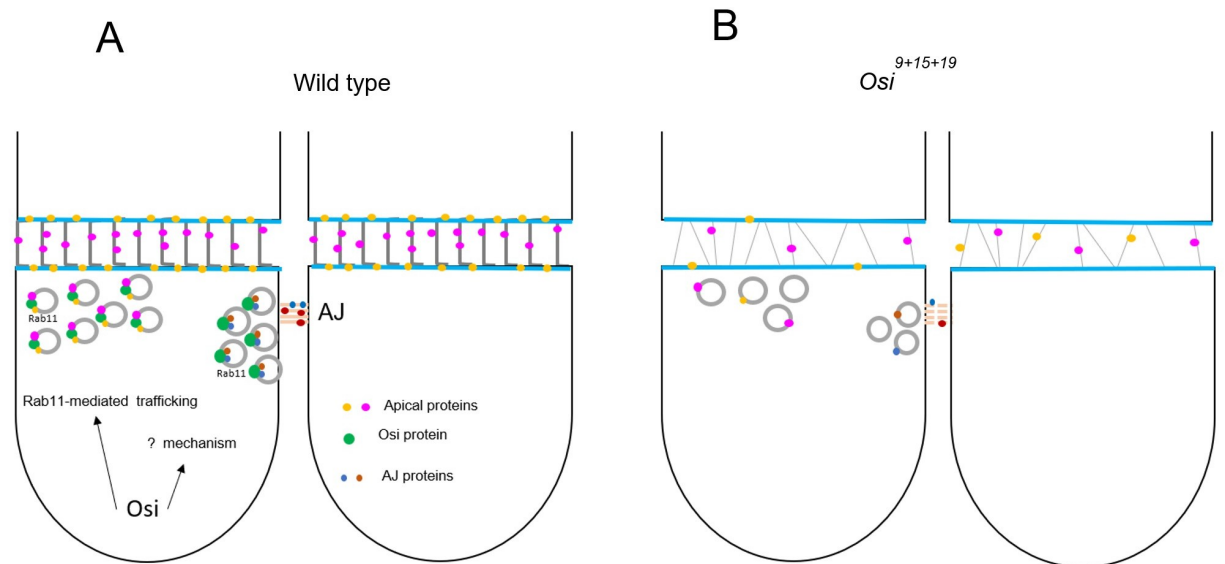 A
B
Wild type
Osi 9+15+19
Rab11
AJ
Rab11
Rab11-mediated trafficking
Apical proteins
? mechanism
Osi protein
AJ proteins
Osi